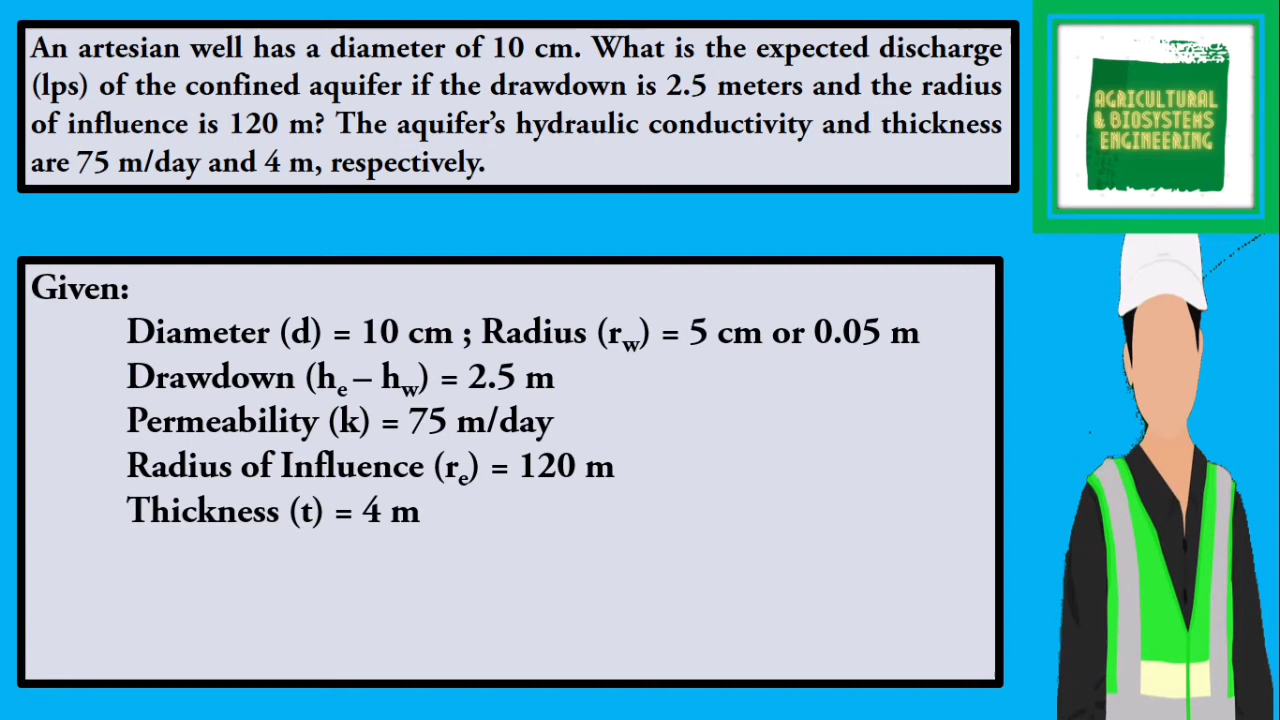 An artesian well has a diameter of 10 cm. What is the expected discharge
(lps) of the confined aquifer if the drawdown is 2.5 meters and the radius
of influence is 120 m? The aquifer’s hydraulic conductivity and thickness
are 75 m/day and 4 m, respectively.
AGRICULTURAL
& BIOSYSTEMS
ENGINEERING
Given:
Diameter (d) = 10 cm ; Radius (rw) = 5 cm or 0.05 m
Drawdown (he – hw) = 2.5 m
Permeability (k) = 75 m/day
Radius of Influence (re) = 120 m
Thickness (t) = 4 m